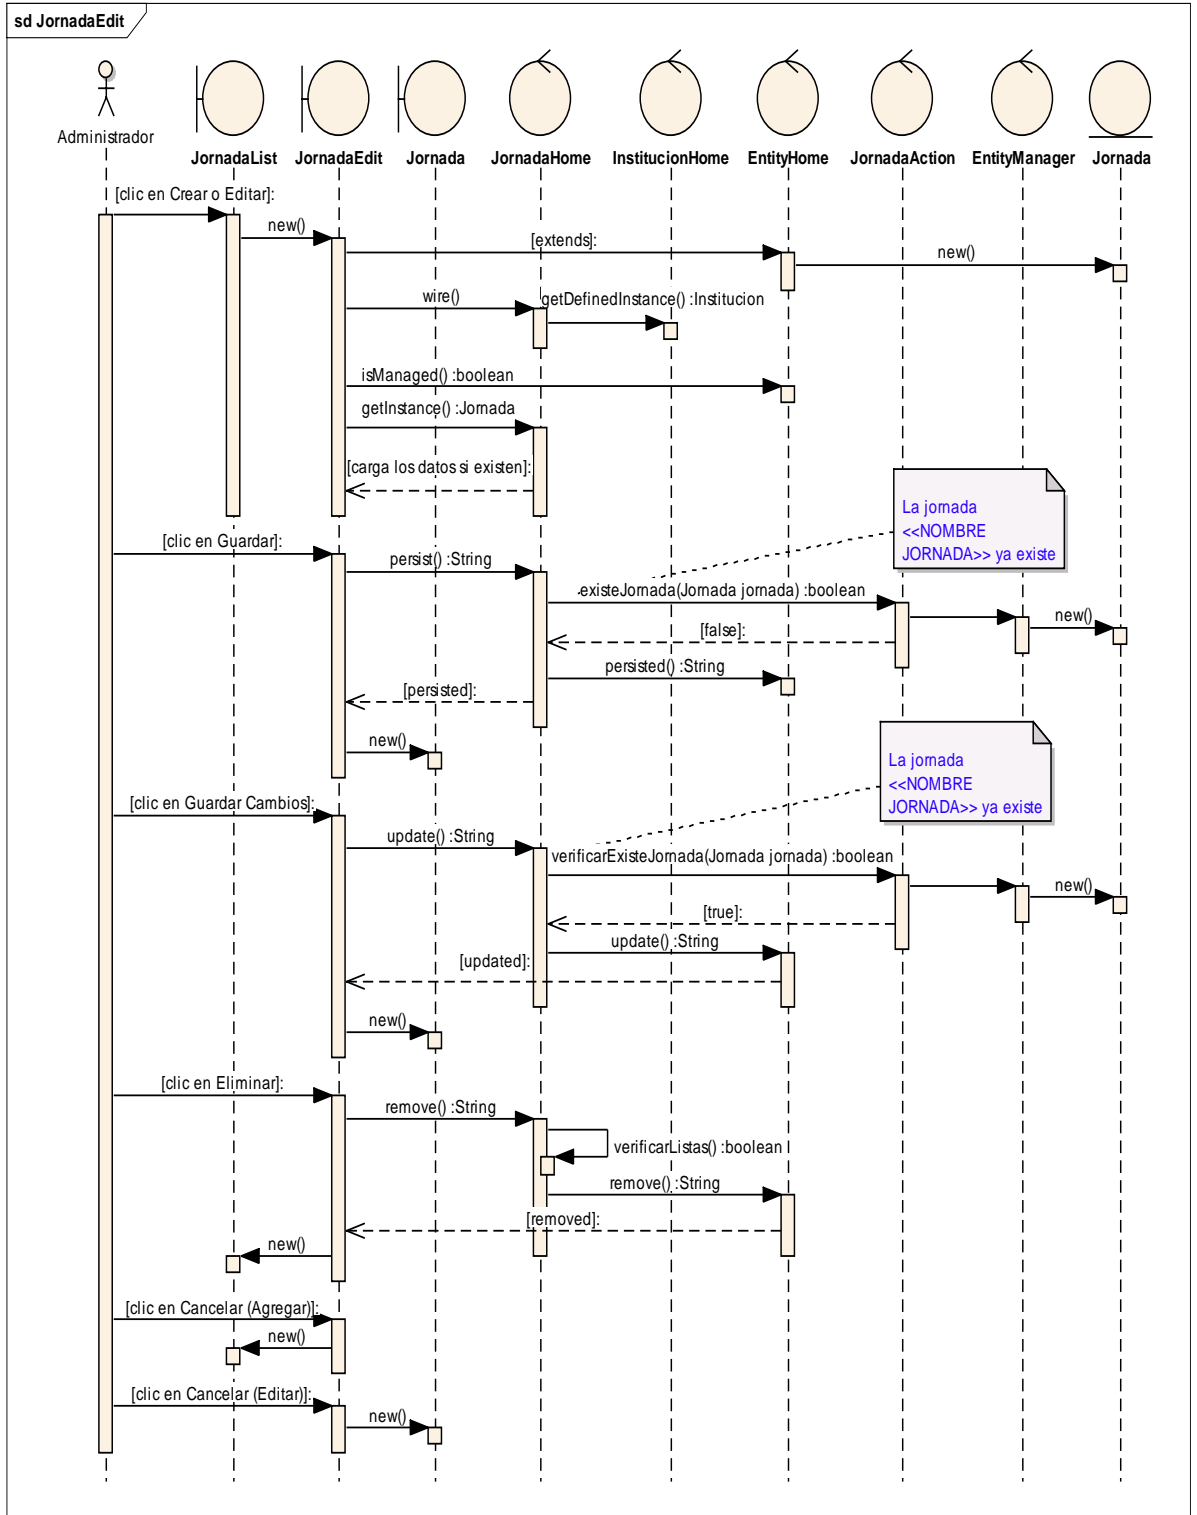 sd JornadaEdit
Administrador
JornadaList
JornadaEdit
Jornada
JornadaHome
InstitucionHome
EntityHome
JornadaAction
EntityManager
Jornada
[clic en Crear o Editar]:
new()
[extends]:
new()
wire()
getDefinedInstance() :Institucion
isManaged() :boolean
getInstance() :Jornada
[carga los datos si existen]:
La jornada
<<NOMBRE
JORNADA>> ya existe
[clic en Guardar]:
persist() :String
existeJornada(Jornada jornada) :boolean
new()
[false]:
persisted() :String
[persisted]:
new()
La jornada
<<NOMBRE
JORNADA>> ya existe
[clic en Guardar Cambios]:
update() :String
verificarExisteJornada(Jornada jornada) :boolean
new()
[true]:
update() :String
[updated]:
new()
[clic en Eliminar]:
remove() :String
verificarListas() :boolean
remove() :String
[removed]:
new()
[clic en Cancelar (Agregar)]:
new()
[clic en Cancelar (Editar)]:
new()